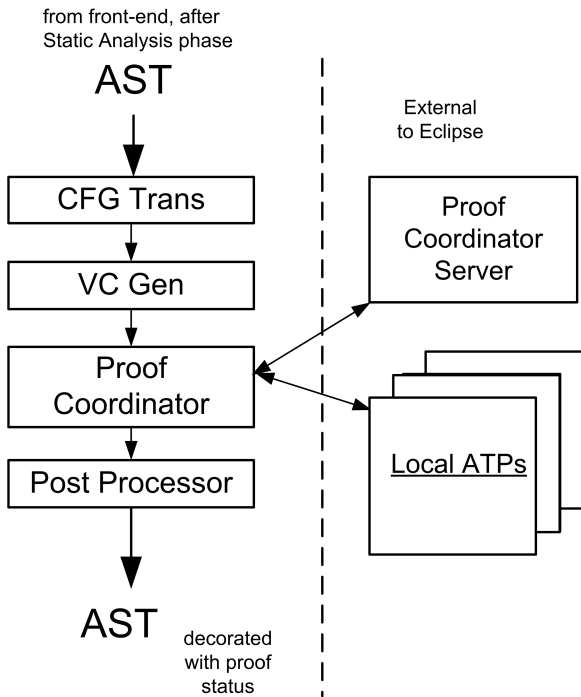 from front-end, after
Static Analysis phase
AST
External
to Eclipse
CFG Trans
Proof
Coordinator
Server
VC Gen
Proof
Coordinator
Local ATPs
Post Processor
AST
decorated
with proof
status